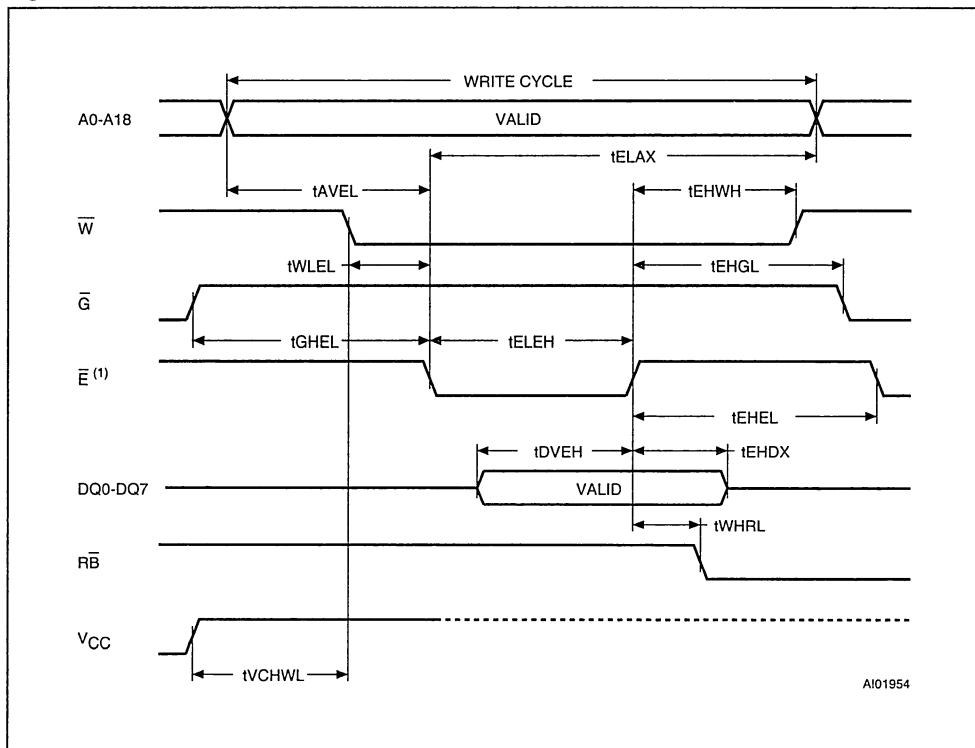 WRITE CYCLE
A0-A18 VALID
tELAX
tAVEL tEHWH
W̅
tWLEL tEHGL
G̅
tGHEL tELEH
E̅ (1)
tEHEL
tDVEH tEHDX
DQ0-DQ7 VALID
tWHRL
RB̅
VCC
tVCHWL
AI01954